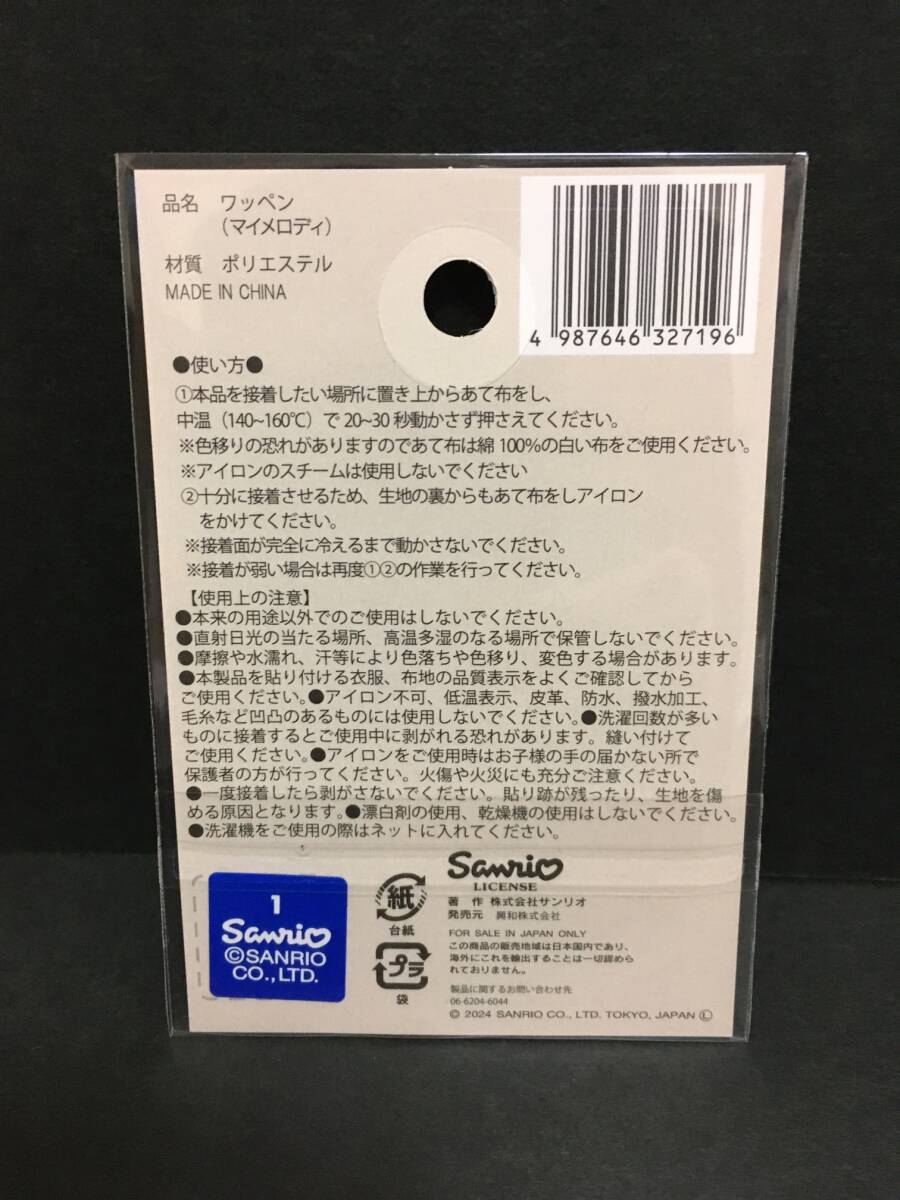 品名 ワッペン
(マイメロディ)
材質 ポリエステル
MADE IN CHINA
4 987646 327196
●使い方●
①本品を接着したい場所に置き上からあて布をし、
中温(140~160℃)で20~30秒動かさず押さえてください。
※色移りの恐れがありますのであて布は綿100%の白い布をご使用ください。
※アイロンのスチームは使用しないでください
②十分に接着させるため、生地の裏からもあて布をしアイロン
をかけてください。
※接着面が完全に冷えるまで動かさないでください。
※接着が弱い場合は再度①②の作業を行ってください。
【使用上の注意】
●本来の用途以外でのご使用はしないでください。
●直射日光の当たる場所、高温多湿のなる場所で保管しないでください。
●摩擦や水濡れ、汗等により色落ちや色移り、変色する場合があります。
●本製品を貼り付ける衣服、布地の品質表示をよくご確認してから
ご使用ください。●アイロン不可、低温表示、皮革、防水、撥水加工、
毛糸など凹凸のあるものには使用しないでください。●洗濯回数が多い
ものに接着するとご使用中に剥がれる恐れがあります。縫い付けて
ご使用ください。●アイロンをご使用時はお子様の手の届かない所で
保護者の方が行ってください。火傷や火災にも充分ご注意ください。
●一度接着したら剥がさないでください。貼り跡が残ったり、生地を傷
める原因となります。●漂白剤の使用、乾燥機の使用はしないでください。
●洗濯機をご使用の際はネットに入れてください。
1
Sanrio
©SANRIO
CO.,LTD.
紙
台紙
プラ
袋
Sanrio
LICENSE
著 作 株式会社サンリオ
発売元 興和株式会社
FOR SALE IN JAPAN ONLY
この商品の販売地域は日本国内であり、
海外にこれを輸出することは一切認めら
れておりません。
製品に関するお問い合わせ先
06-6204-6044
© 2024 SANRIO CO., LTD. TOKYO, JAPAN Ⓛ